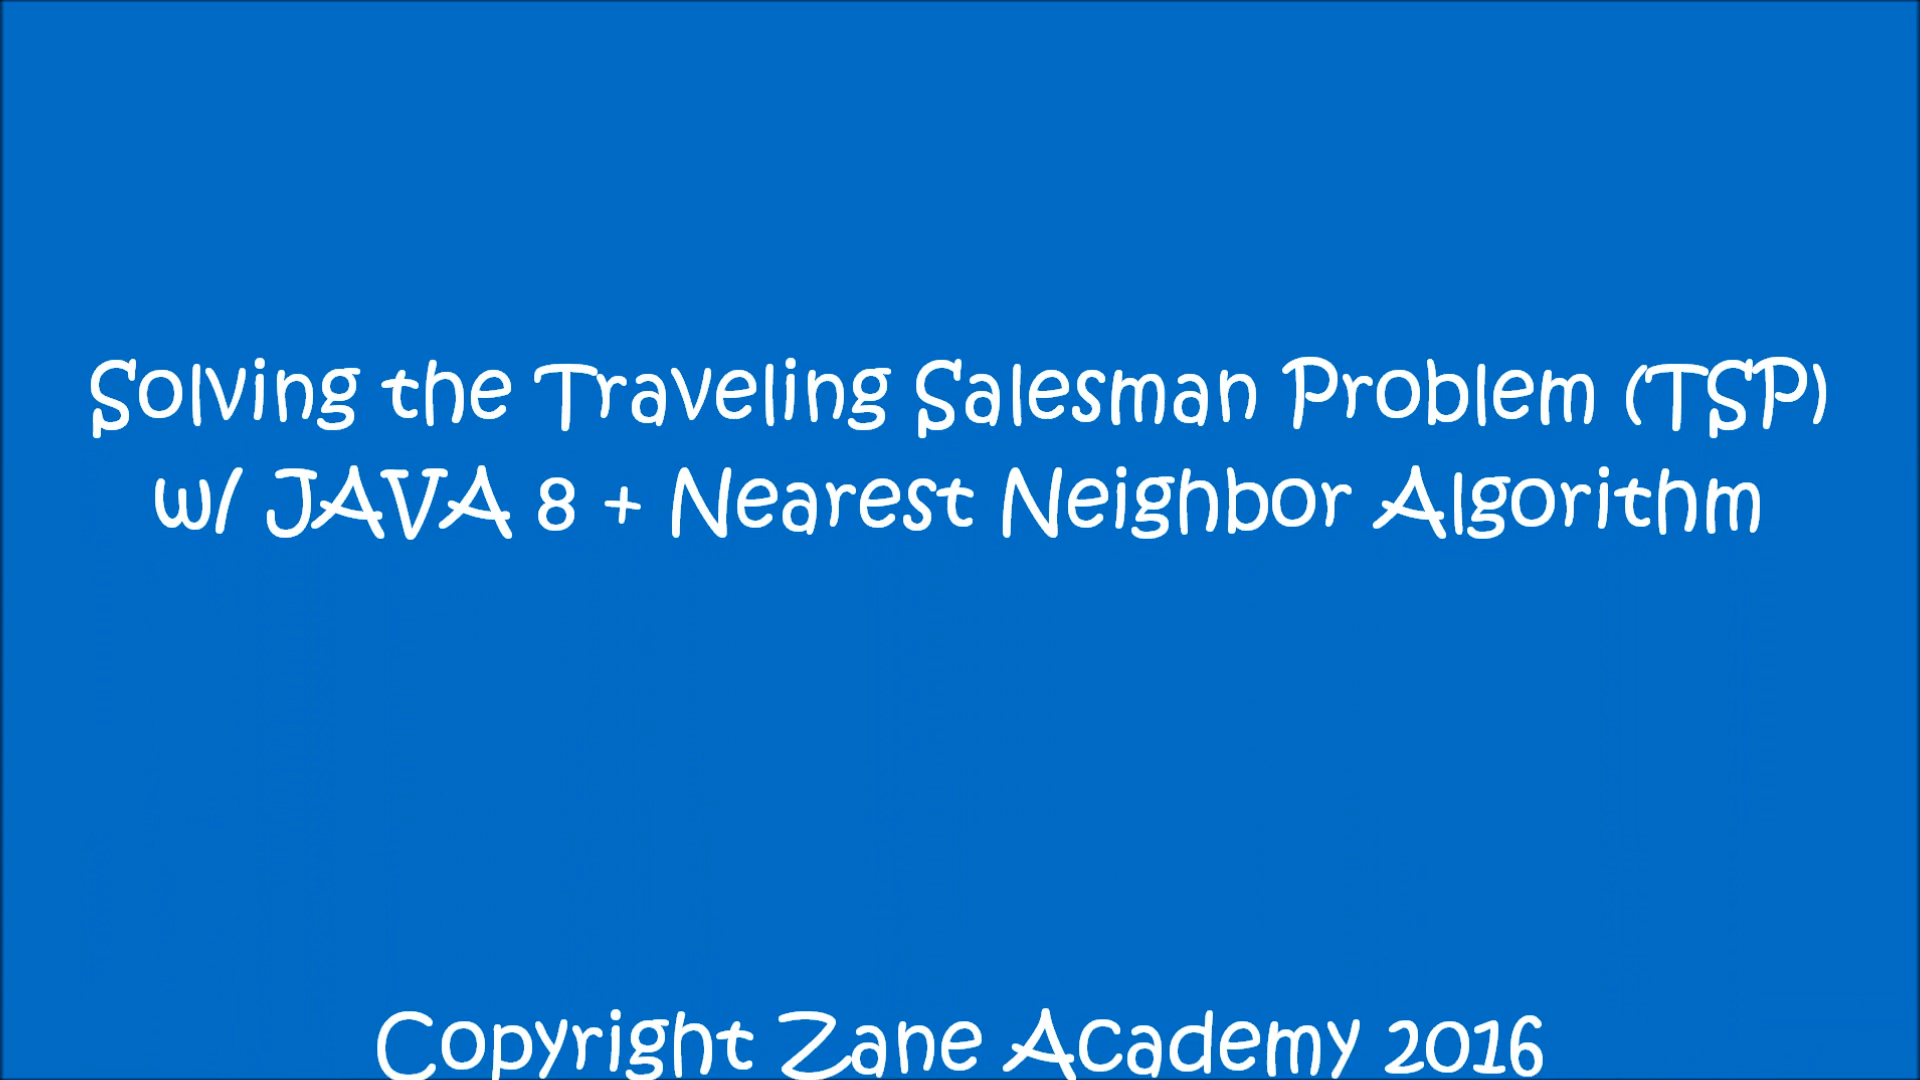 Solving the Traveling Salesman Problem (TSP)
w/ JAVA 8 + Nearest Neighbor Algorithm
Copyright Zane Academy 2016